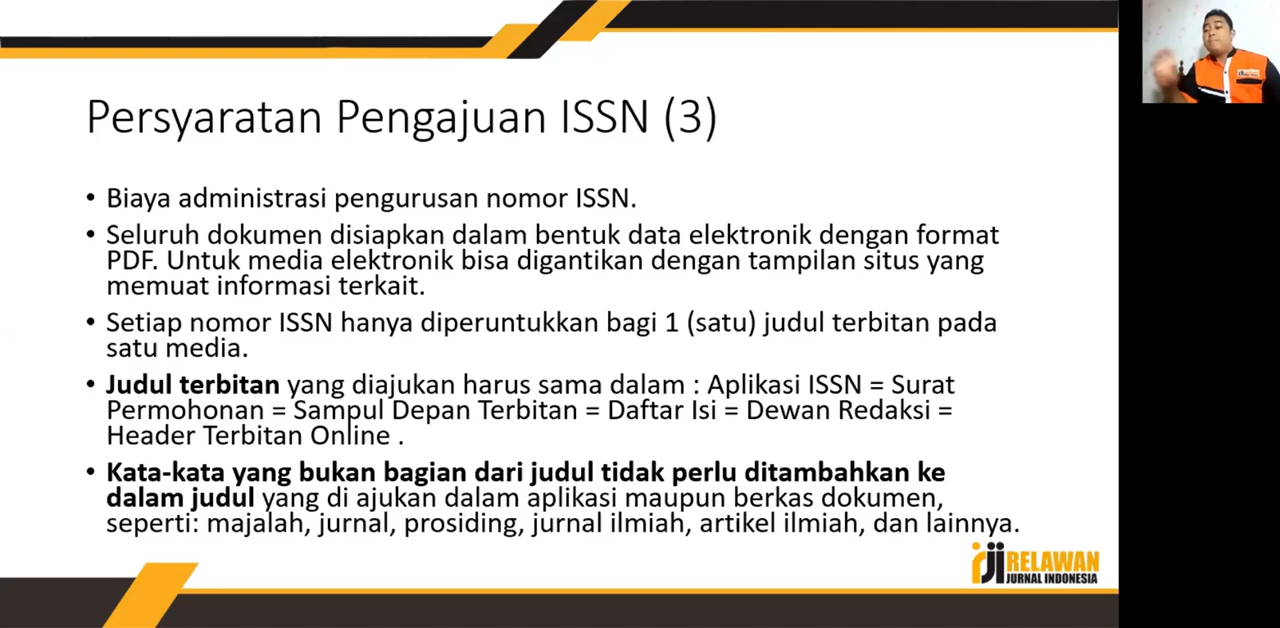 Persyaratan Pengajuan ISSN (3)
• Biaya administrasi pengurusan nomor ISSN.
• Seluruh dokumen disiapkan dalam bentuk data elektronik dengan format
PDF. Untuk media elektronik bisa digantikan dengan tampilan situs yang
memuat informasi terkait.
• Setiap nomor ISSN hanya diperuntukkan bagi 1 (satu) judul terbitan pada
satu media.
• Judul terbitan yang diajukan harus sama dalam : Aplikasi ISSN = Surat
Permohonan = Sampul Depan Terbitan = Daftar Isi = Dewan Redaksi =
Header Terbitan Online .
• Kata-kata yang bukan bagian dari judul tidak perlu ditambahkan ke
dalam judul yang di ajukan dalam aplikasi maupun berkas dokumen,
seperti: majalah, jurnal, prosiding, jurnal ilmiah, artikel ilmiah, dan lainnya.
rji RELAWAN
JURNAL INDONESIA